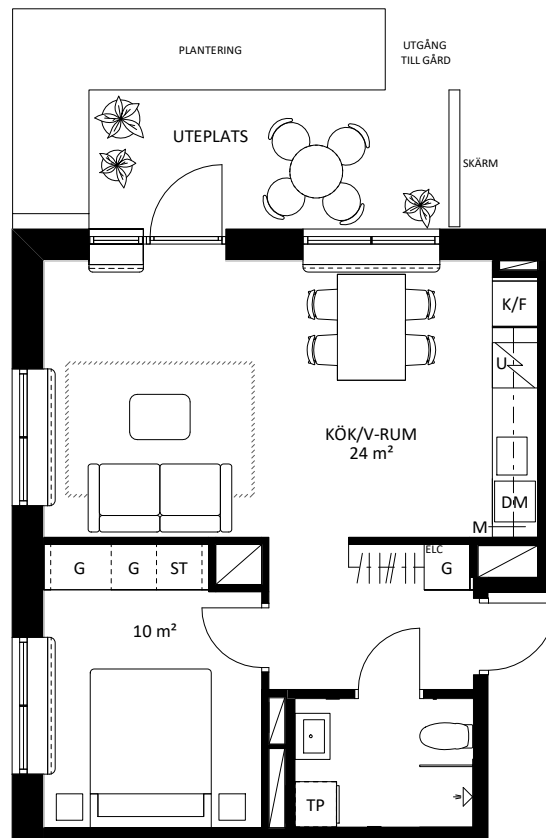 PLANTERING
UTGÅNG
TILL GÅRD
UTEPLATS
SKÄRM
K/F
U
KÖK/V-RUM
24 m²
DM
M
ELC
G
G
ST
G
10 m²
TP